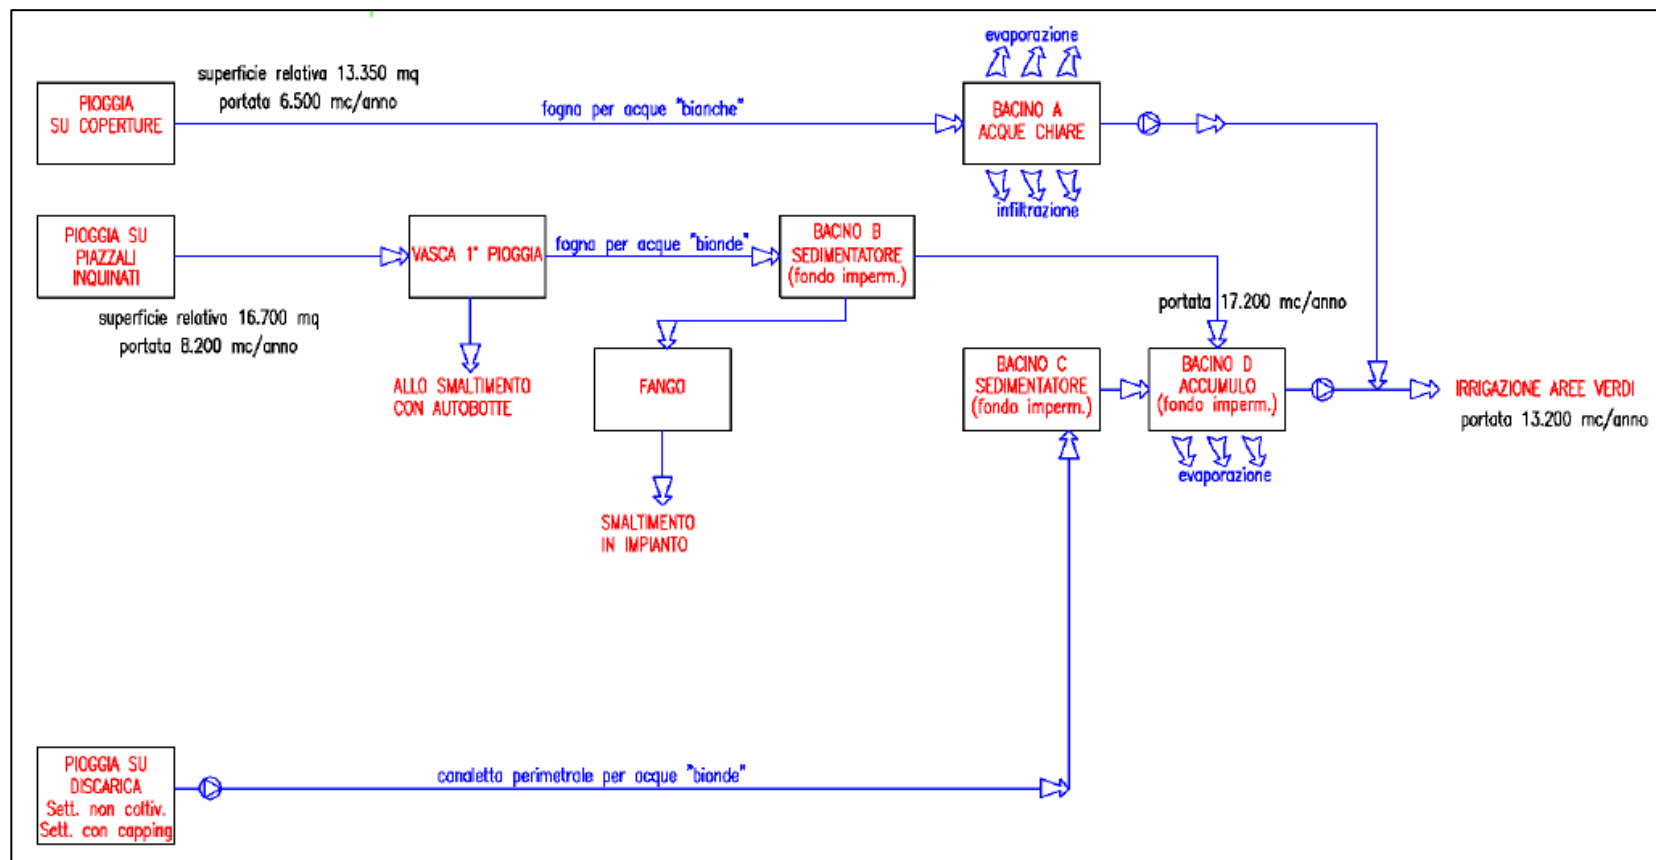 evaporazione
superficie relativa 13.350 mq
portata 6.500 mc/anno
PIOGGIA
SU COPERTURE
fogna per acque "bianche"
BACINO A
ACQUE CHIARE
infiltrazione
PIOGGIA SU
PIAZZALI
INQUINATI
VASCA 1° PIOGGIA
fogna per acque "bionde"
BACINO B
SEDIMENTATORE
(fondo imperm.)
superficie relativa 16.700 mq
portata 8.200 mc/anno
portata 17.200 mc/anno
ALLO SMALTIMENTO
CON AUTOBOTTE
FANGO
BACINO C
SEDIMENTATORE
(fondo imperm.)
BACINO D
ACCUMULO
(fondo imperm.)
IRRIGAZIONE AREE VERDI
portata 13.200 mc/anno
evaporazione
SMALTIMENTO
IN IMPIANTO
PIOGGIA SU
DISCARICA
Sett. non coltiv.
Sett. con capping
canaletta perimetrale per acque "bionde"